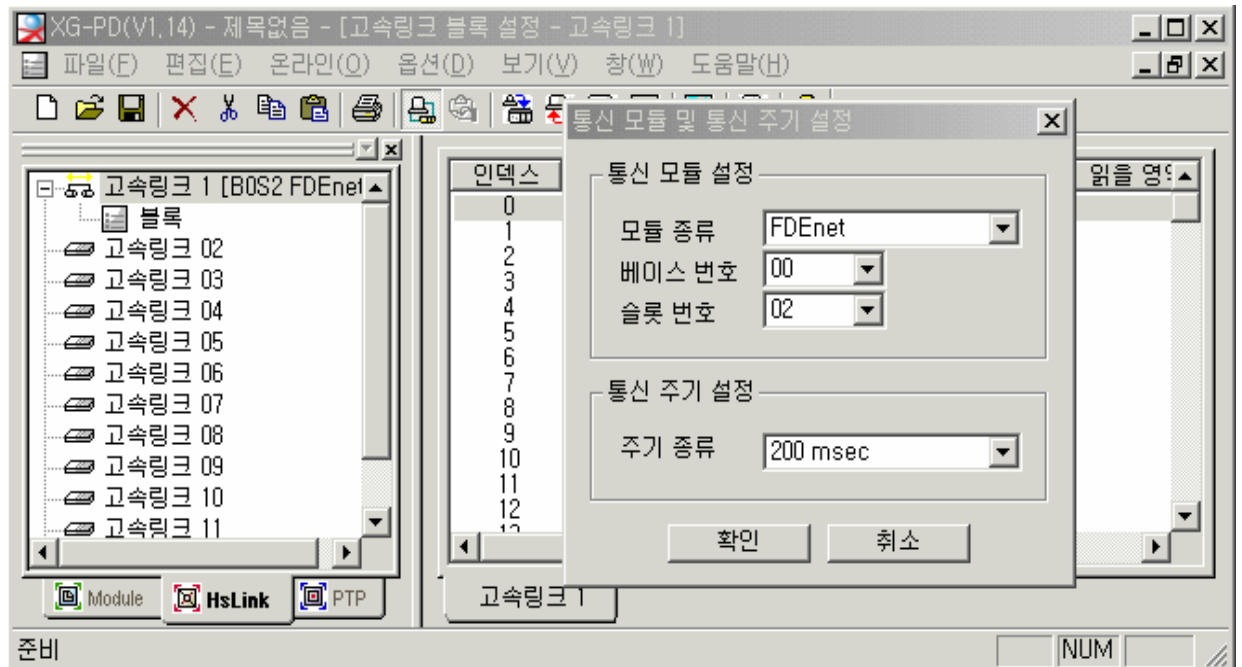 XG-PD(V1,14) - 제목없음 - [고속링크 블록 설정 - 고속링크 1]
파일(F) 편집(E) 온라인(O) 옵션(D) 보기(V) 창(W) 도움말(H)
고속링크 1 [B0S2 FDEnet
블록
고속링크 02
고속링크 03
고속링크 04
고속링크 05
고속링크 06
고속링크 07
고속링크 08
고속링크 09
고속링크 10
고속링크 11
Module HsLink PTP
인덱스 읽을
0
1
2
3
4
5
6
7
8
9
10
11
12
13
고속링크 1
통신 모듈 및 통신 주기 설정
통신 모듈 설정
모듈 종류 FDEnet
베이스 번호 00
슬롯 번호 02
통신 주기 설정
주기 종류 200 msec
확인 취소
준비 NUM